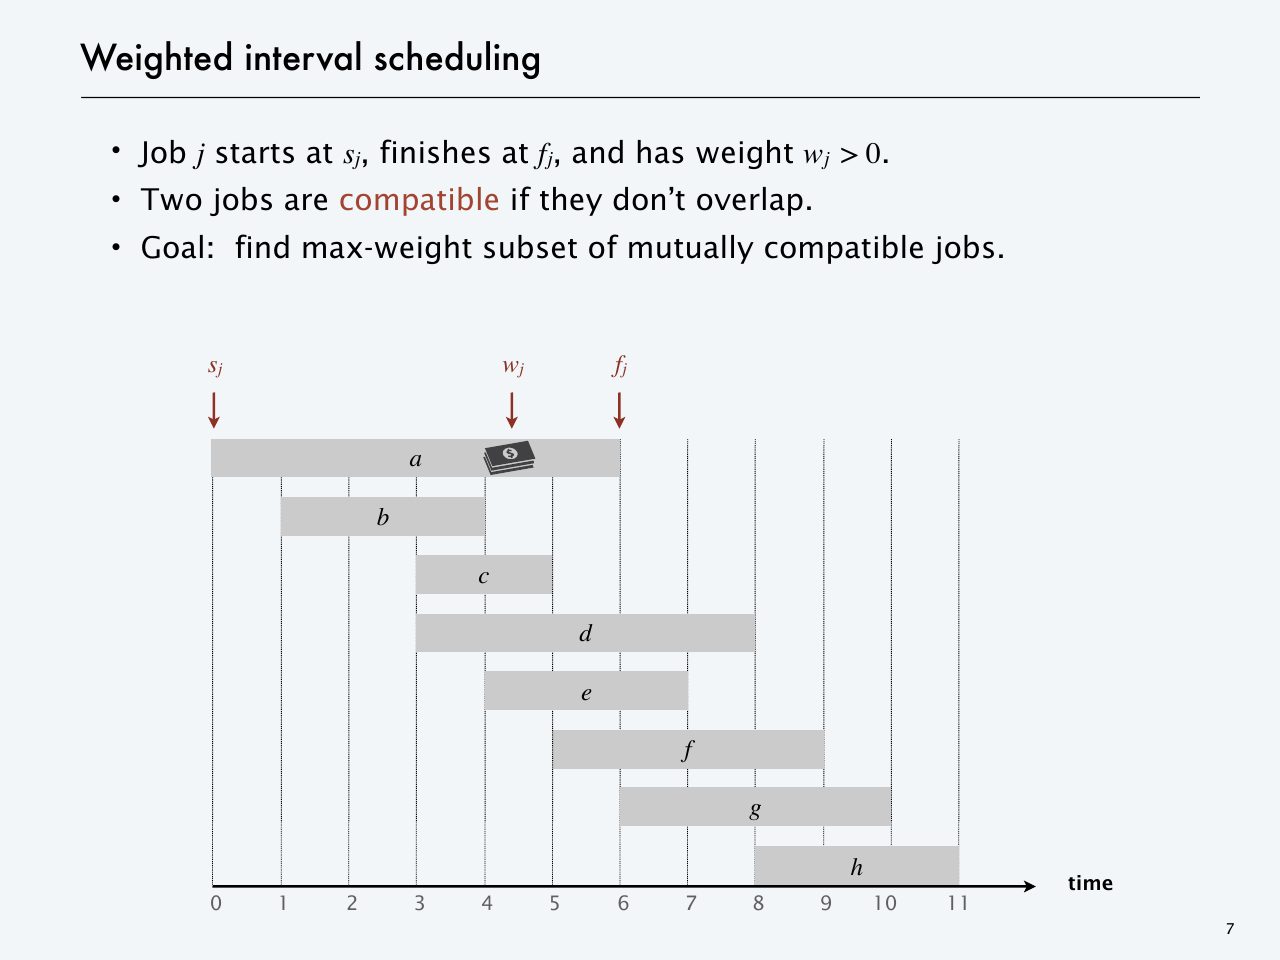 Weighted interval scheduling
• Job j starts at sj, finishes at fj, and has weight wj > 0.
• Two jobs are compatible if they don’t overlap.
• Goal: find max-weight subset of mutually compatible jobs.
sj wj fj
a $
b
c
d
e
f
g
h
time
0 1 2 3 4 5 6 7 8 9 10 11
7